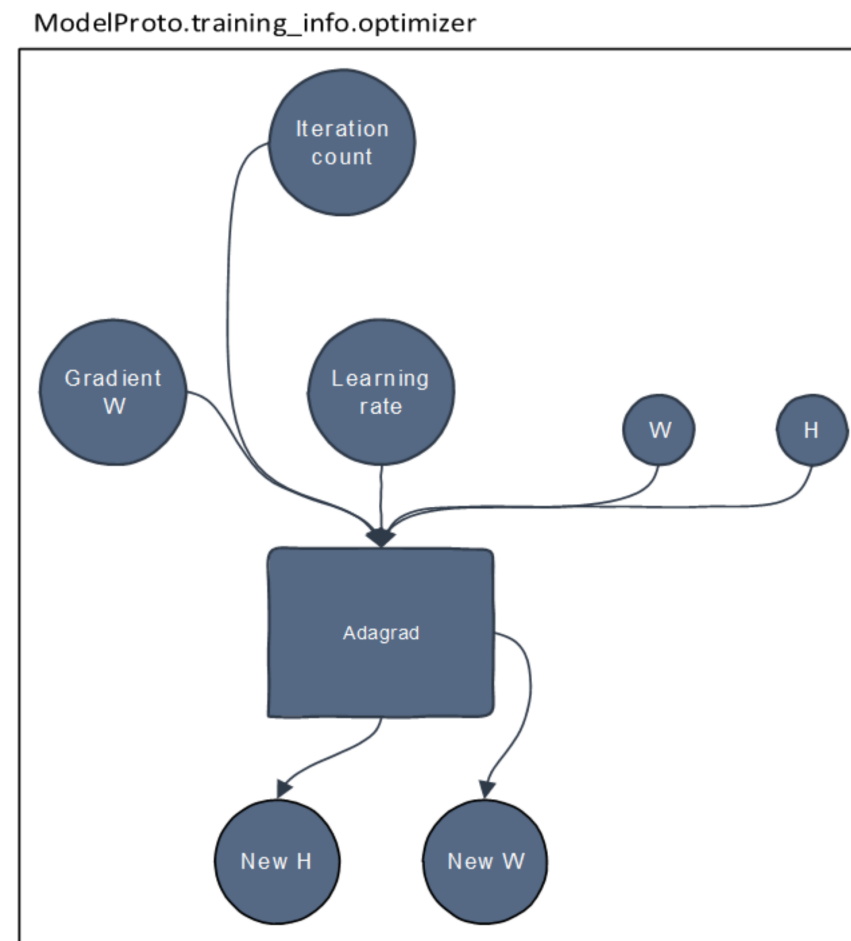 ModelProto.training_info.optimizer
Iteration
count
Gradient
W
Learning
rate
W
H
Adagrad
New H
New W